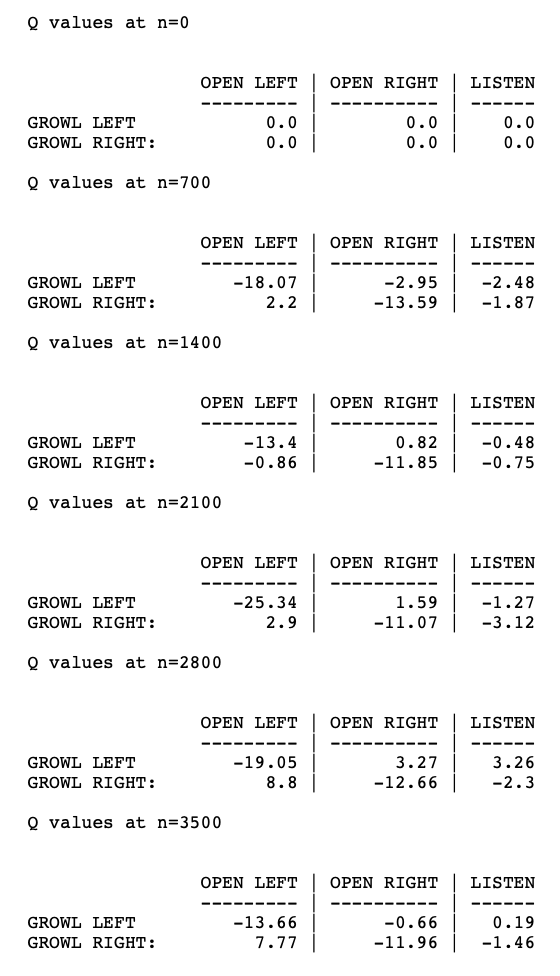 Q values at n=0
OPEN LEFT | OPEN RIGHT | LISTEN
--------- | ---------- | ------
GROWL LEFT 0.0 | 0.0 | 0.0
GROWL RIGHT: 0.0 | 0.0 | 0.0
Q values at n=700
OPEN LEFT | OPEN RIGHT | LISTEN
--------- | ---------- | ------
GROWL LEFT -18.07 | -2.95 | -2.48
GROWL RIGHT: 2.2 | -13.59 | -1.87
Q values at n=1400
OPEN LEFT | OPEN RIGHT | LISTEN
--------- | ---------- | ------
GROWL LEFT -13.4 | 0.82 | -0.48
GROWL RIGHT: -0.86 | -11.85 | -0.75
Q values at n=2100
OPEN LEFT | OPEN RIGHT | LISTEN
--------- | ---------- | ------
GROWL LEFT -25.34 | 1.59 | -1.27
GROWL RIGHT: 2.9 | -11.07 | -3.12
Q values at n=2800
OPEN LEFT | OPEN RIGHT | LISTEN
--------- | ---------- | ------
GROWL LEFT -19.05 | 3.27 | 3.26
GROWL RIGHT: 8.8 | -12.66 | -2.3
Q values at n=3500
OPEN LEFT | OPEN RIGHT | LISTEN
--------- | ---------- | ------
GROWL LEFT -13.66 | -0.66 | 0.19
GROWL RIGHT: 7.77 | -11.96 | -1.46